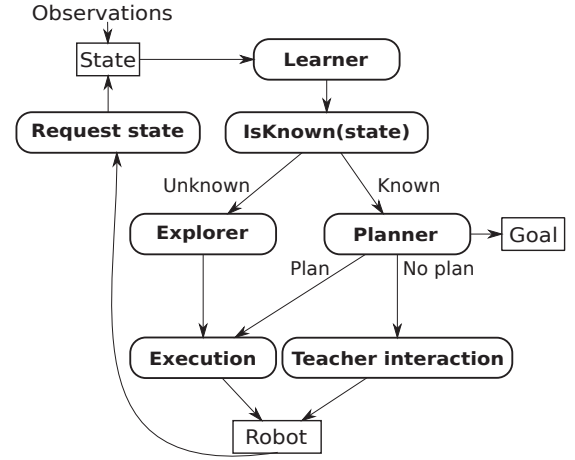 Observations
State
Learner
Request state
IsKnown(state)
Unknown
Known
Explorer
Planner
Goal
Plan
No plan
Execution
Teacher interaction
Robot